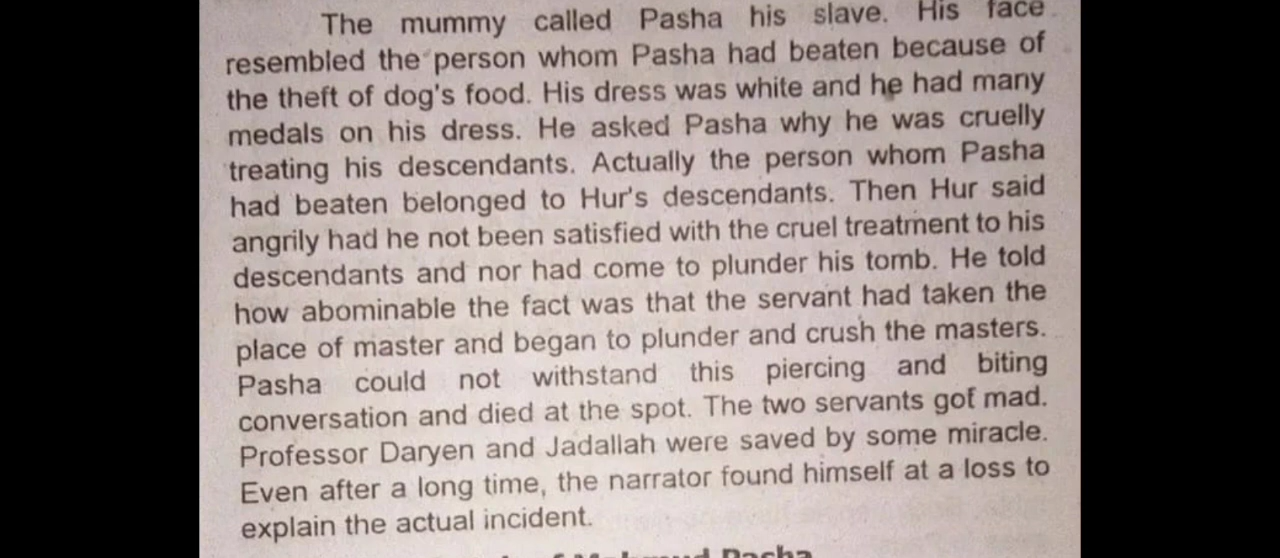 The mummy called Pasha his slave. His face
resembled the person whom Pasha had beaten because of
the theft of dog's food. His dress was white and he had many
medals on his dress. He asked Pasha why he was cruelly
treating his descendants. Actually the person whom Pasha
had beaten belonged to Hur's descendants. Then Hur said
angrily had he not been satisfied with the cruel treatment to his
descendants and nor had come to plunder his tomb. He told
how abominable the fact was that the servant had taken the
place of master and began to plunder and crush the masters.
Pasha could not withstand this piercing and biting
conversation and died at the spot. The two servants got mad.
Professor Daryen and Jadallah were saved by some miracle.
Even after a long time, the narrator found himself at a loss to
explain the actual incident.
of Mahmud Pasha